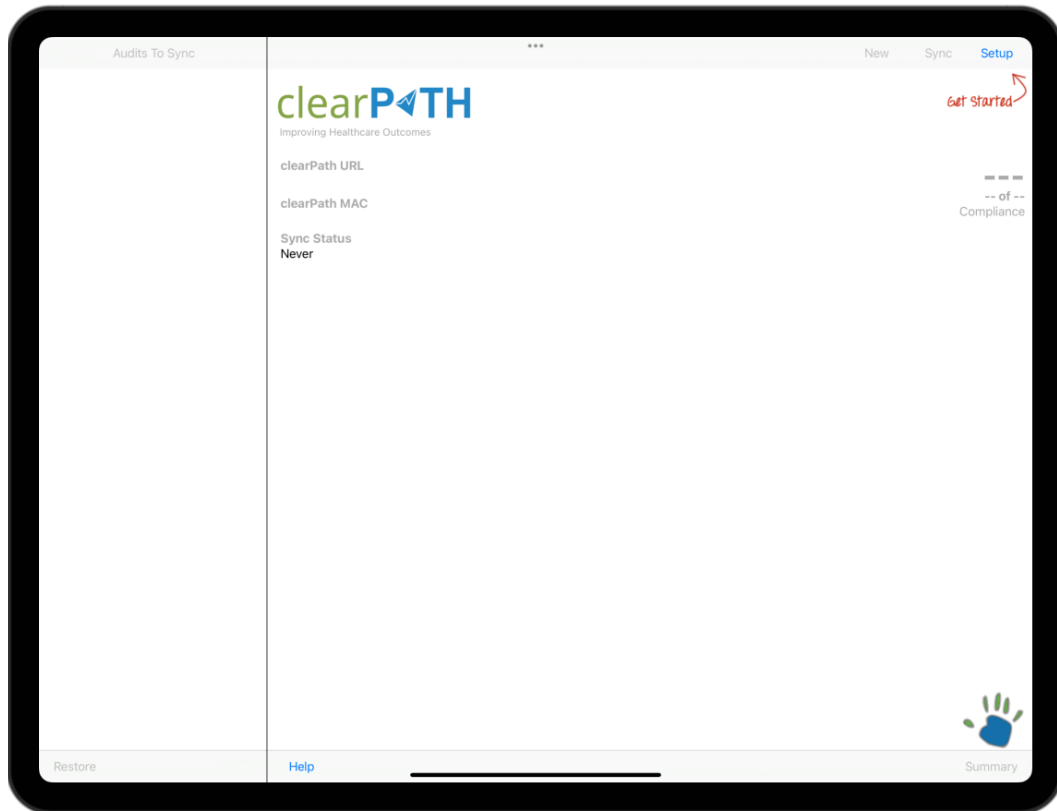 Audits To Sync
New Sync Setup
Get Started
clearPATH
Improving Healthcare Outcomes
clearPath URL
clearPath MAC
-- of --
Compliance
Sync Status
Never
Restore
Help
Summary